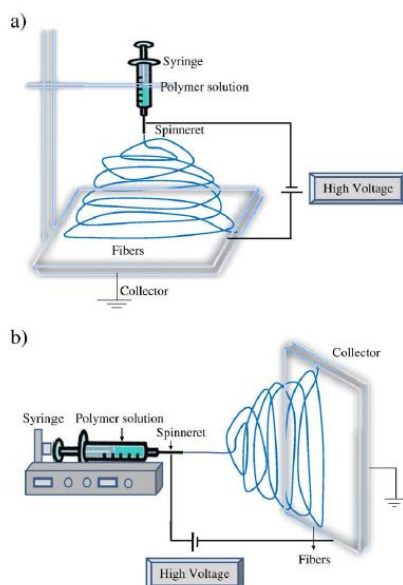 a)
Syringe
Polymer solution
Spinneret
High Voltage
Fibers
Collector
b)
Collector
Syringe
Polymer solution
Spinneret
Fibers
High Voltage